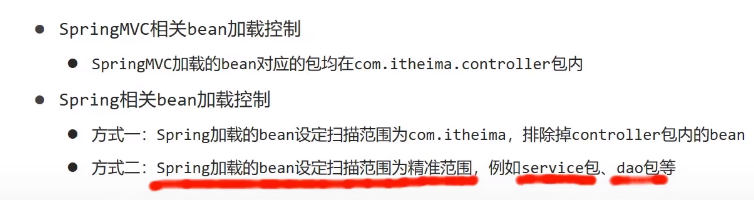 SpringMVC相关bean加载控制
SpringMVC加载的bean对应的包均在com.itheima.controller包内
Spring相关bean加载控制
方式一：Spring加载的bean设定扫描范围为com.itheima，排除掉controller包内的bean
方式二：Spring加载的bean设定扫描范围为精准范围，例如service包、dao包等